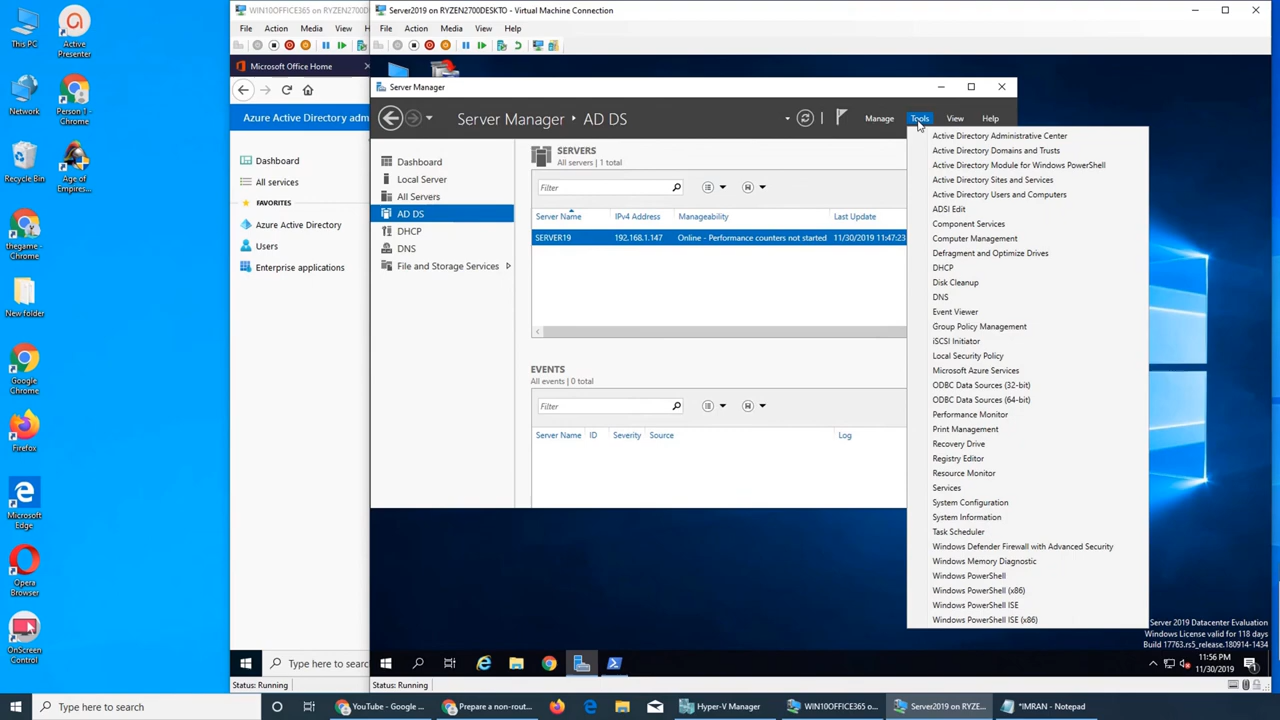 This PC
Active Presenter
Network
Person 1 - Chrome
Recycle Bin
Age of Empires...
thegame - Chrome
New folder
Google Chrome
Firefox
Microsoft Edge
Opera Browser
OnScreen Control
WIN10OFFICE365 on RYZEN2700DESKTO
File Action Media View H
Microsoft Office Home
Azure Active Directory adm
Dashboard
All services
FAVORITES
Azure Active Directory
Users
Enterprise applications
Type here to searc
Status: Running
Server2019 on RYZEN2700DESKTO - Virtual Machine Connection
File Action Media View Help
Server Manager
Server Manager ‣ AD DS
Manage Tools View Help
Dashboard
Local Server
All Servers
AD DS
DHCP
DNS
File and Storage Services
SERVERS
All servers | 1 total
Filter
Server Name IPv4 Address Manageability Last Update
SERVER19 192.168.1.147 Online - Performance counters not started 11/30/2019 11:47:23
EVENTS
All events | 0 total
Filter
Server Name ID Severity Source Log
Active Directory Administrative Center
Active Directory Domains and Trusts
Active Directory Module for Windows PowerShell
Active Directory Sites and Services
Active Directory Users and Computers
ADSI Edit
Component Services
Computer Management
Defragment and Optimize Drives
DHCP
Disk Cleanup
DNS
Event Viewer
Group Policy Management
iSCSI Initiator
Local Security Policy
Microsoft Azure Services
ODBC Data Sources (32-bit)
ODBC Data Sources (64-bit)
Performance Monitor
Print Management
Recovery Drive
Registry Editor
Resource Monitor
Services
System Configuration
System Information
Task Scheduler
Windows Defender Firewall with Advanced Security
Windows Memory Diagnostic
Windows PowerShell
Windows PowerShell (x86)
Windows PowerShell ISE
Windows PowerShell ISE (x86)
Server 2019 Datacenter Evaluation
Windows License valid for 118 days
Build 17763.rs5_release.180914-1434
11:56 PM
11/30/2019
Status: Running
Type here to search
YouTube - Google ...
Prepare a non-rout...
Hyper-V Manager
WIN10OFFICE365 o...
Server2019 on RYZE...
*IMRAN - Notepad